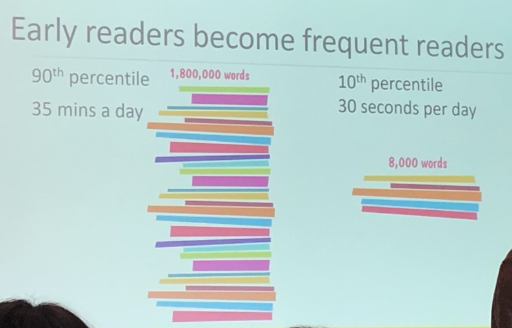 Early readers become frequent readers
90th percentile
35 mins a day
1,800,000 words
10th percentile
30 seconds per day
8,000 words